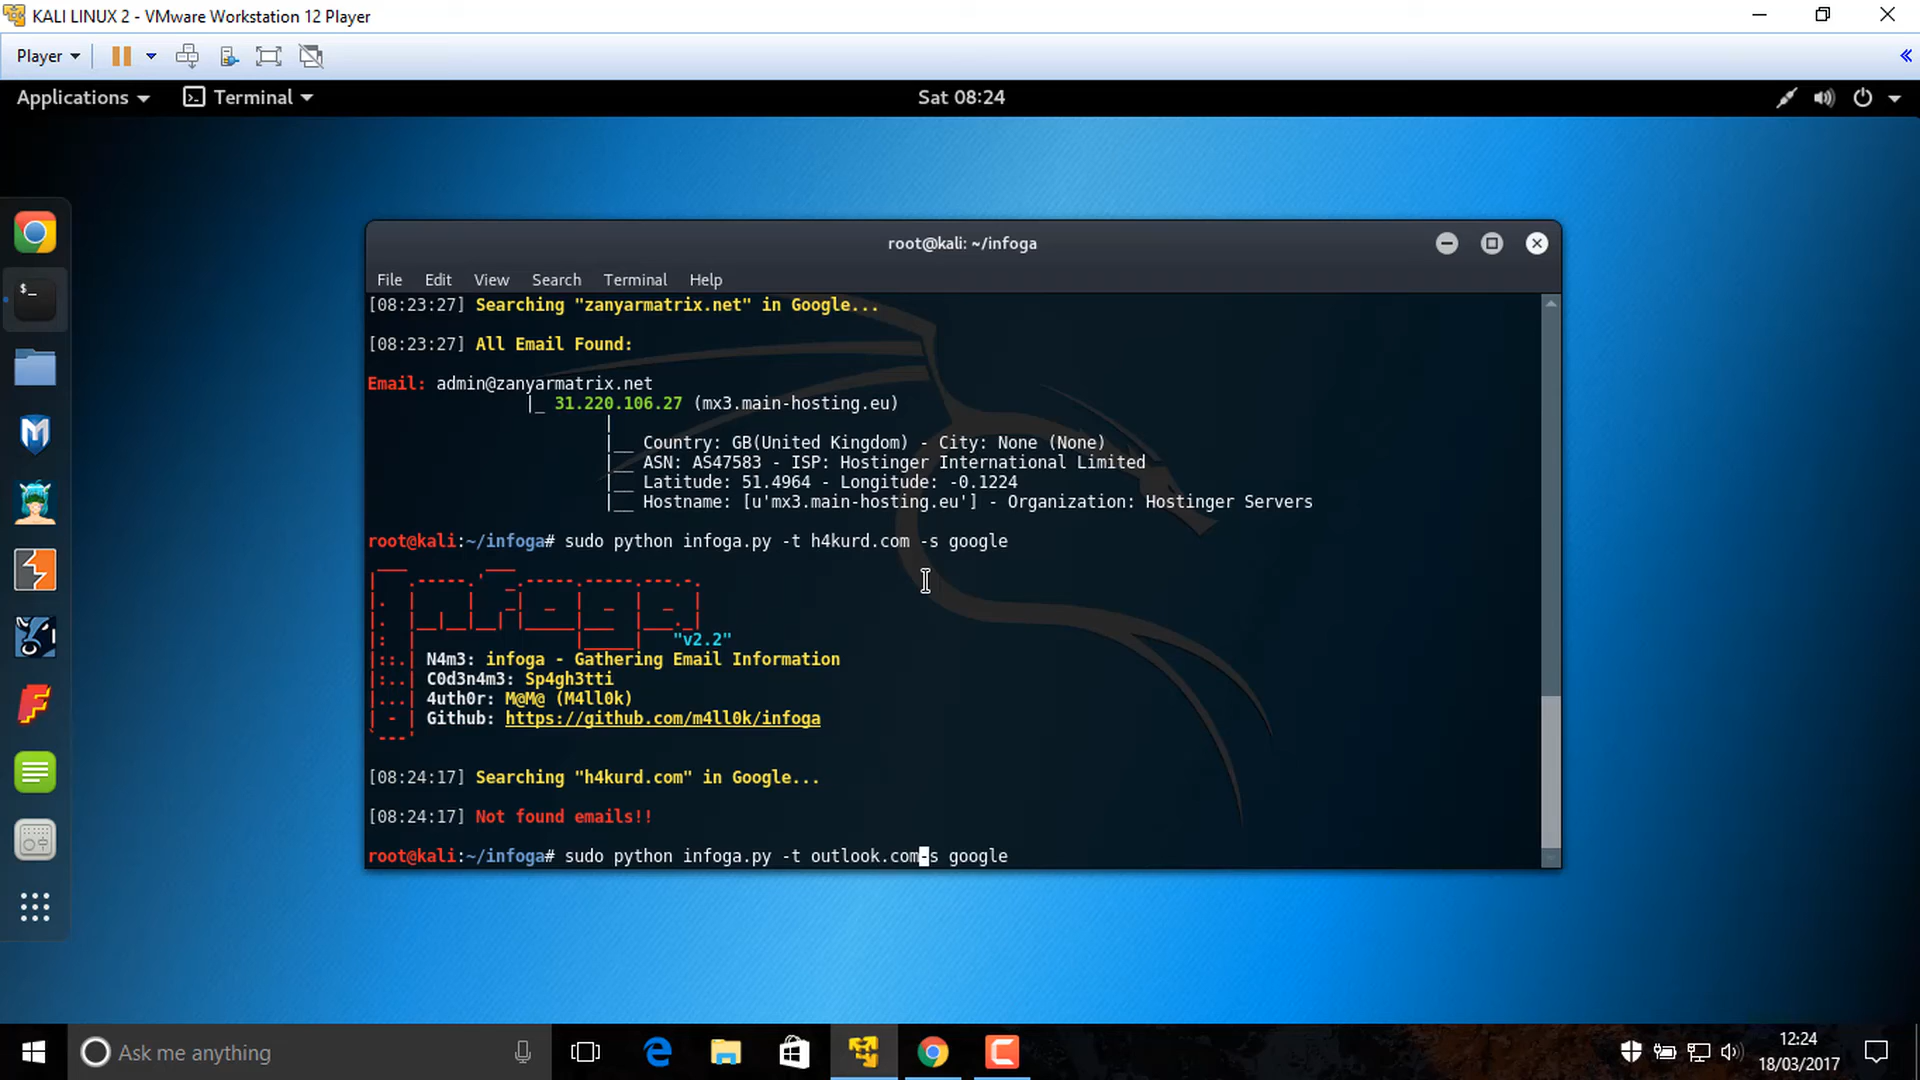 KALI LINUX 2 - VMware Workstation 12 Player
Player
Applications
Terminal
Sat 08:24
root@kali: ~/infoga
File Edit View Search Terminal Help
[08:23:27] Searching "zanyarmatrix.net" in Google...
[08:23:27] All Email Found:
Email: admin@zanyarmatrix.net
|_ 31.220.106.27 (mx3.main-hosting.eu)
|
|__ Country: GB(United Kingdom) - City: None (None)
|__ ASN: AS47583 - ISP: Hostinger International Limited
|__ Latitude: 51.4964 - Longitude: -0.1224
|__ Hostname: [u'mx3.main-hosting.eu'] - Organization: Hostinger Servers
root@kali:~/infoga# sudo python infoga.py -t h4kurd.com -s google
infoga
"v2.2"
N4m3: infoga - Gathering Email Information
C0d3n4m3: Sp4gh3tti
4uth0r: M@M@ (M4ll0k)
Github: https://github.com/m4ll0k/infoga
[08:24:17] Searching "h4kurd.com" in Google...
[08:24:17] Not found emails!!
root@kali:~/infoga# sudo python infoga.py -t outlook.com-s google
Ask me anything
12:24
18/03/2017